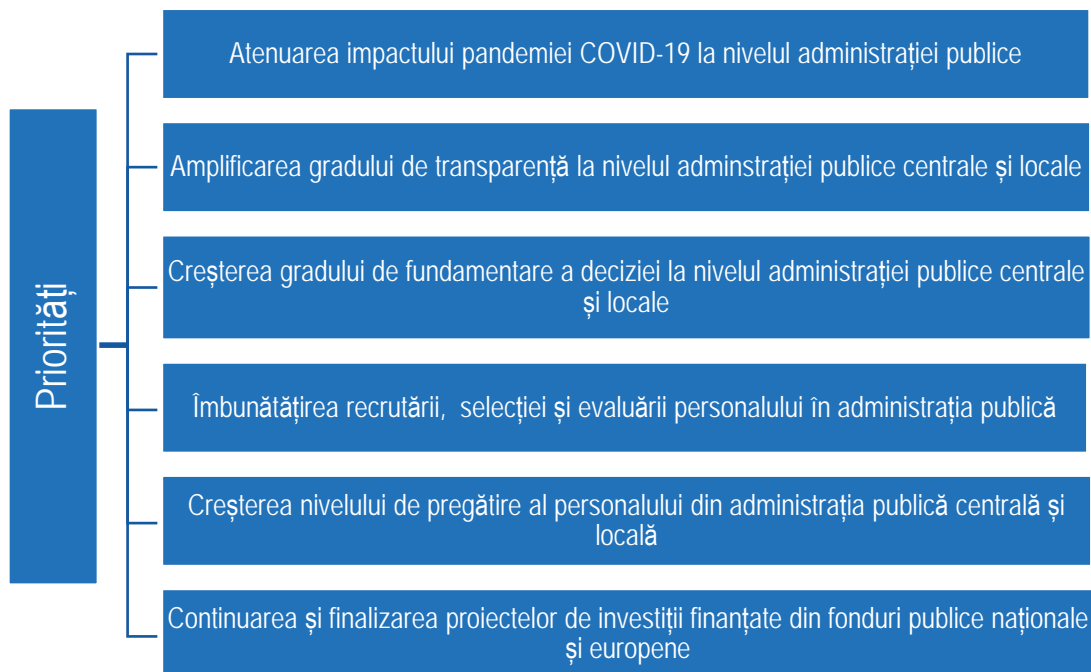 Priorități
Atenuarea impactului pandemiei COVID-19 la nivelul administrației publice
Amplificarea gradului de transparență la nivelul adminstrației publice centrale și locale
Creșterea gradului de fundamentare a deciziei la nivelul administrației publice centrale
și locale
Îmbunătățirea recrutării, selecției și evaluării personalului în administrația publică
Creșterea nivelului de pregătire al personalului din administrația publică centrală și
locală
Continuarea și finalizarea proiectelor de investiții finanțate din fonduri publice naționale
și europene